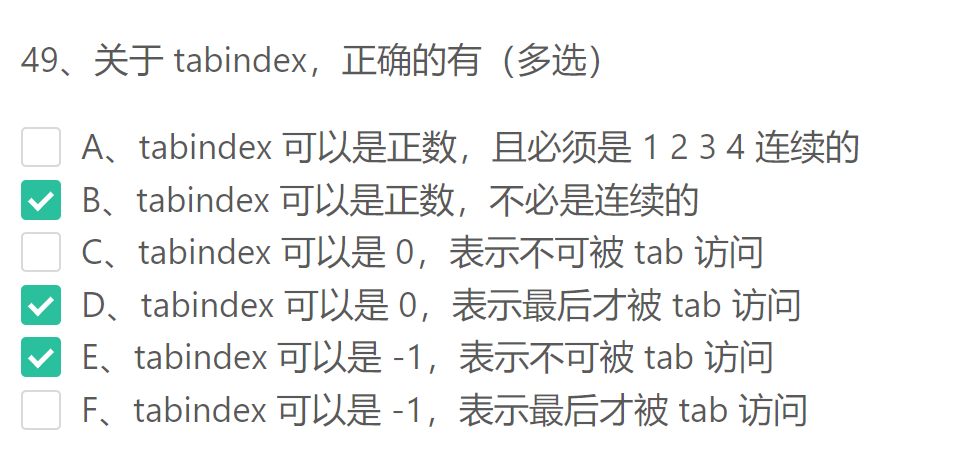 49、关于 tabindex，正确的有（多选）
A、tabindex 可以是正数，且必须是 1 2 3 4 连续的
B、tabindex 可以是正数，不必是连续的
C、tabindex 可以是 0，表示不可被 tab 访问
D、tabindex 可以是 0，表示最后才被 tab 访问
E、tabindex 可以是 -1，表示不可被 tab 访问
F、tabindex 可以是 -1，表示最后才被 tab 访问